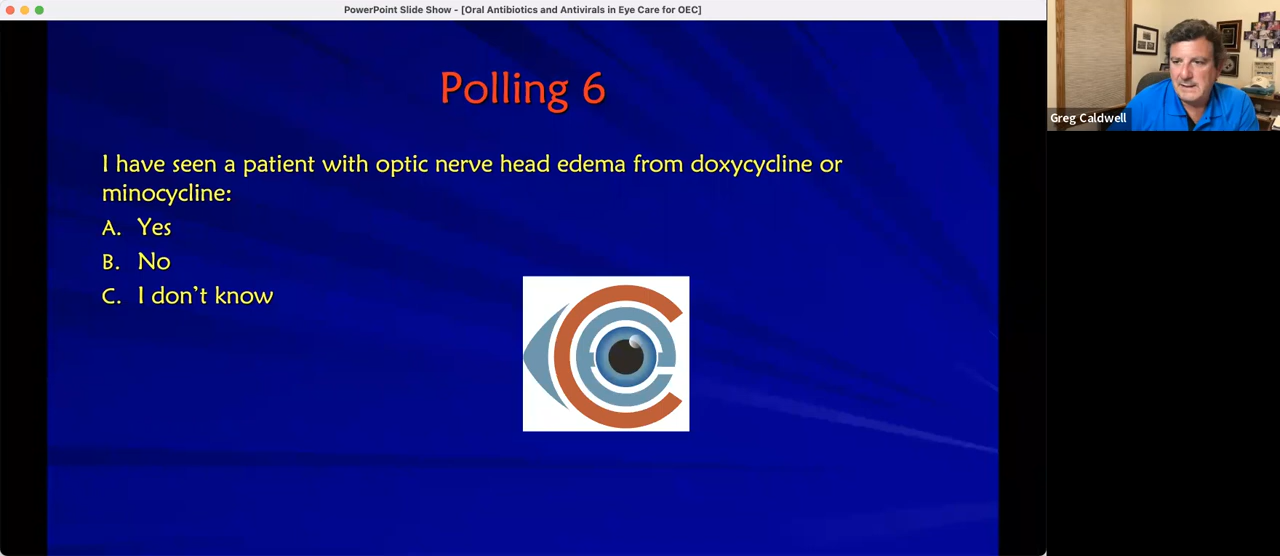 PowerPoint Slide Show - [Oral Antibiotics and Antivirals in Eye Care for OEC]
Polling 6
I have seen a patient with optic nerve head edema from doxycycline or
minocycline:
A. Yes
B. No
C. I don't know
Greg Caldwell